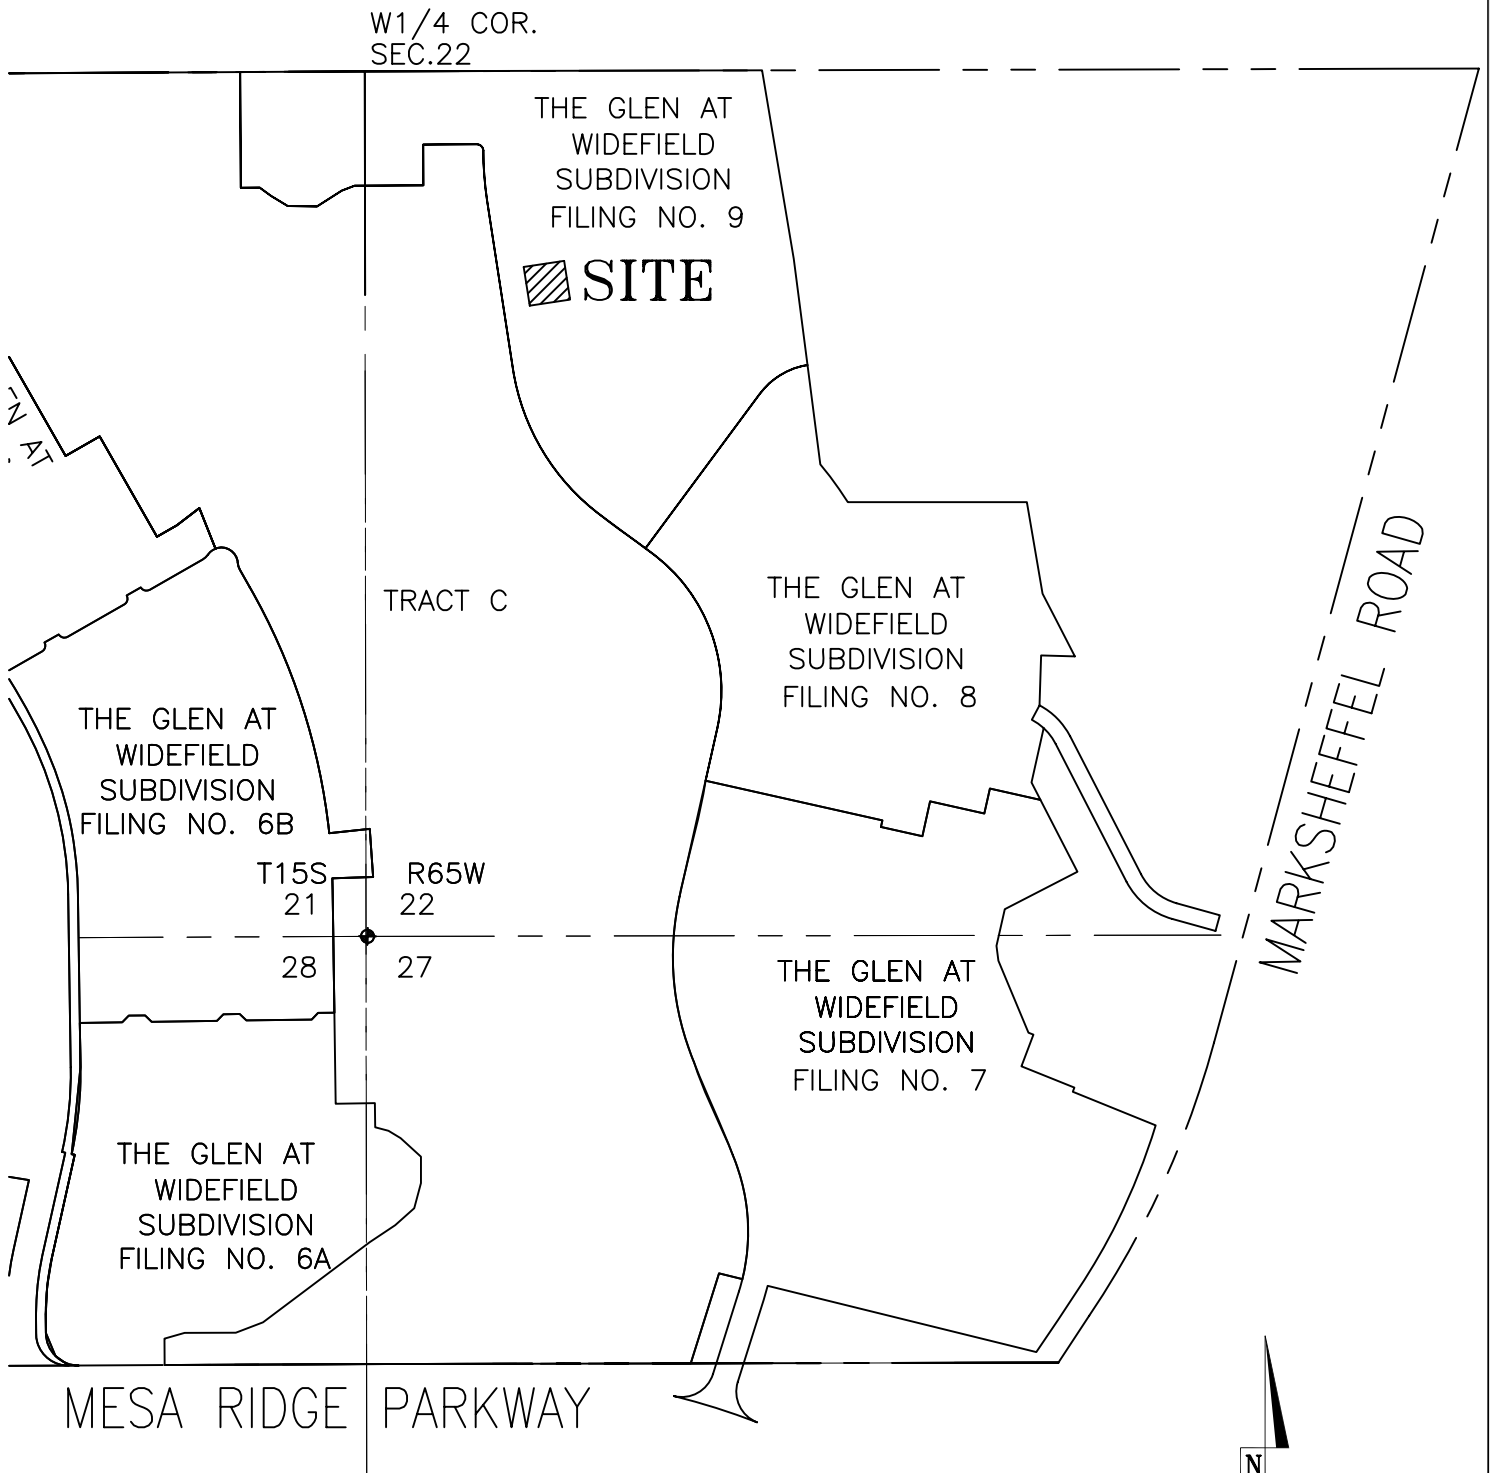 W1/4 COR.
SEC.22
THE GLEN AT
WIDEFIELD
SUBDIVISION
FILING NO. 9
SITE
AT
TRACT C
THE GLEN AT
WIDEFIELD
SUBDIVISION
FILING NO. 8
MARKSHEFFEL ROAD
THE GLEN AT
WIDEFIELD
SUBDIVISION
FILING NO. 6B
T15S R65W
21 22
28 27
THE GLEN AT
WIDEFIELD
SUBDIVISION
FILING NO. 7
THE GLEN AT
WIDEFIELD
SUBDIVISION
FILING NO. 6A
MESA RIDGE PARKWAY
N